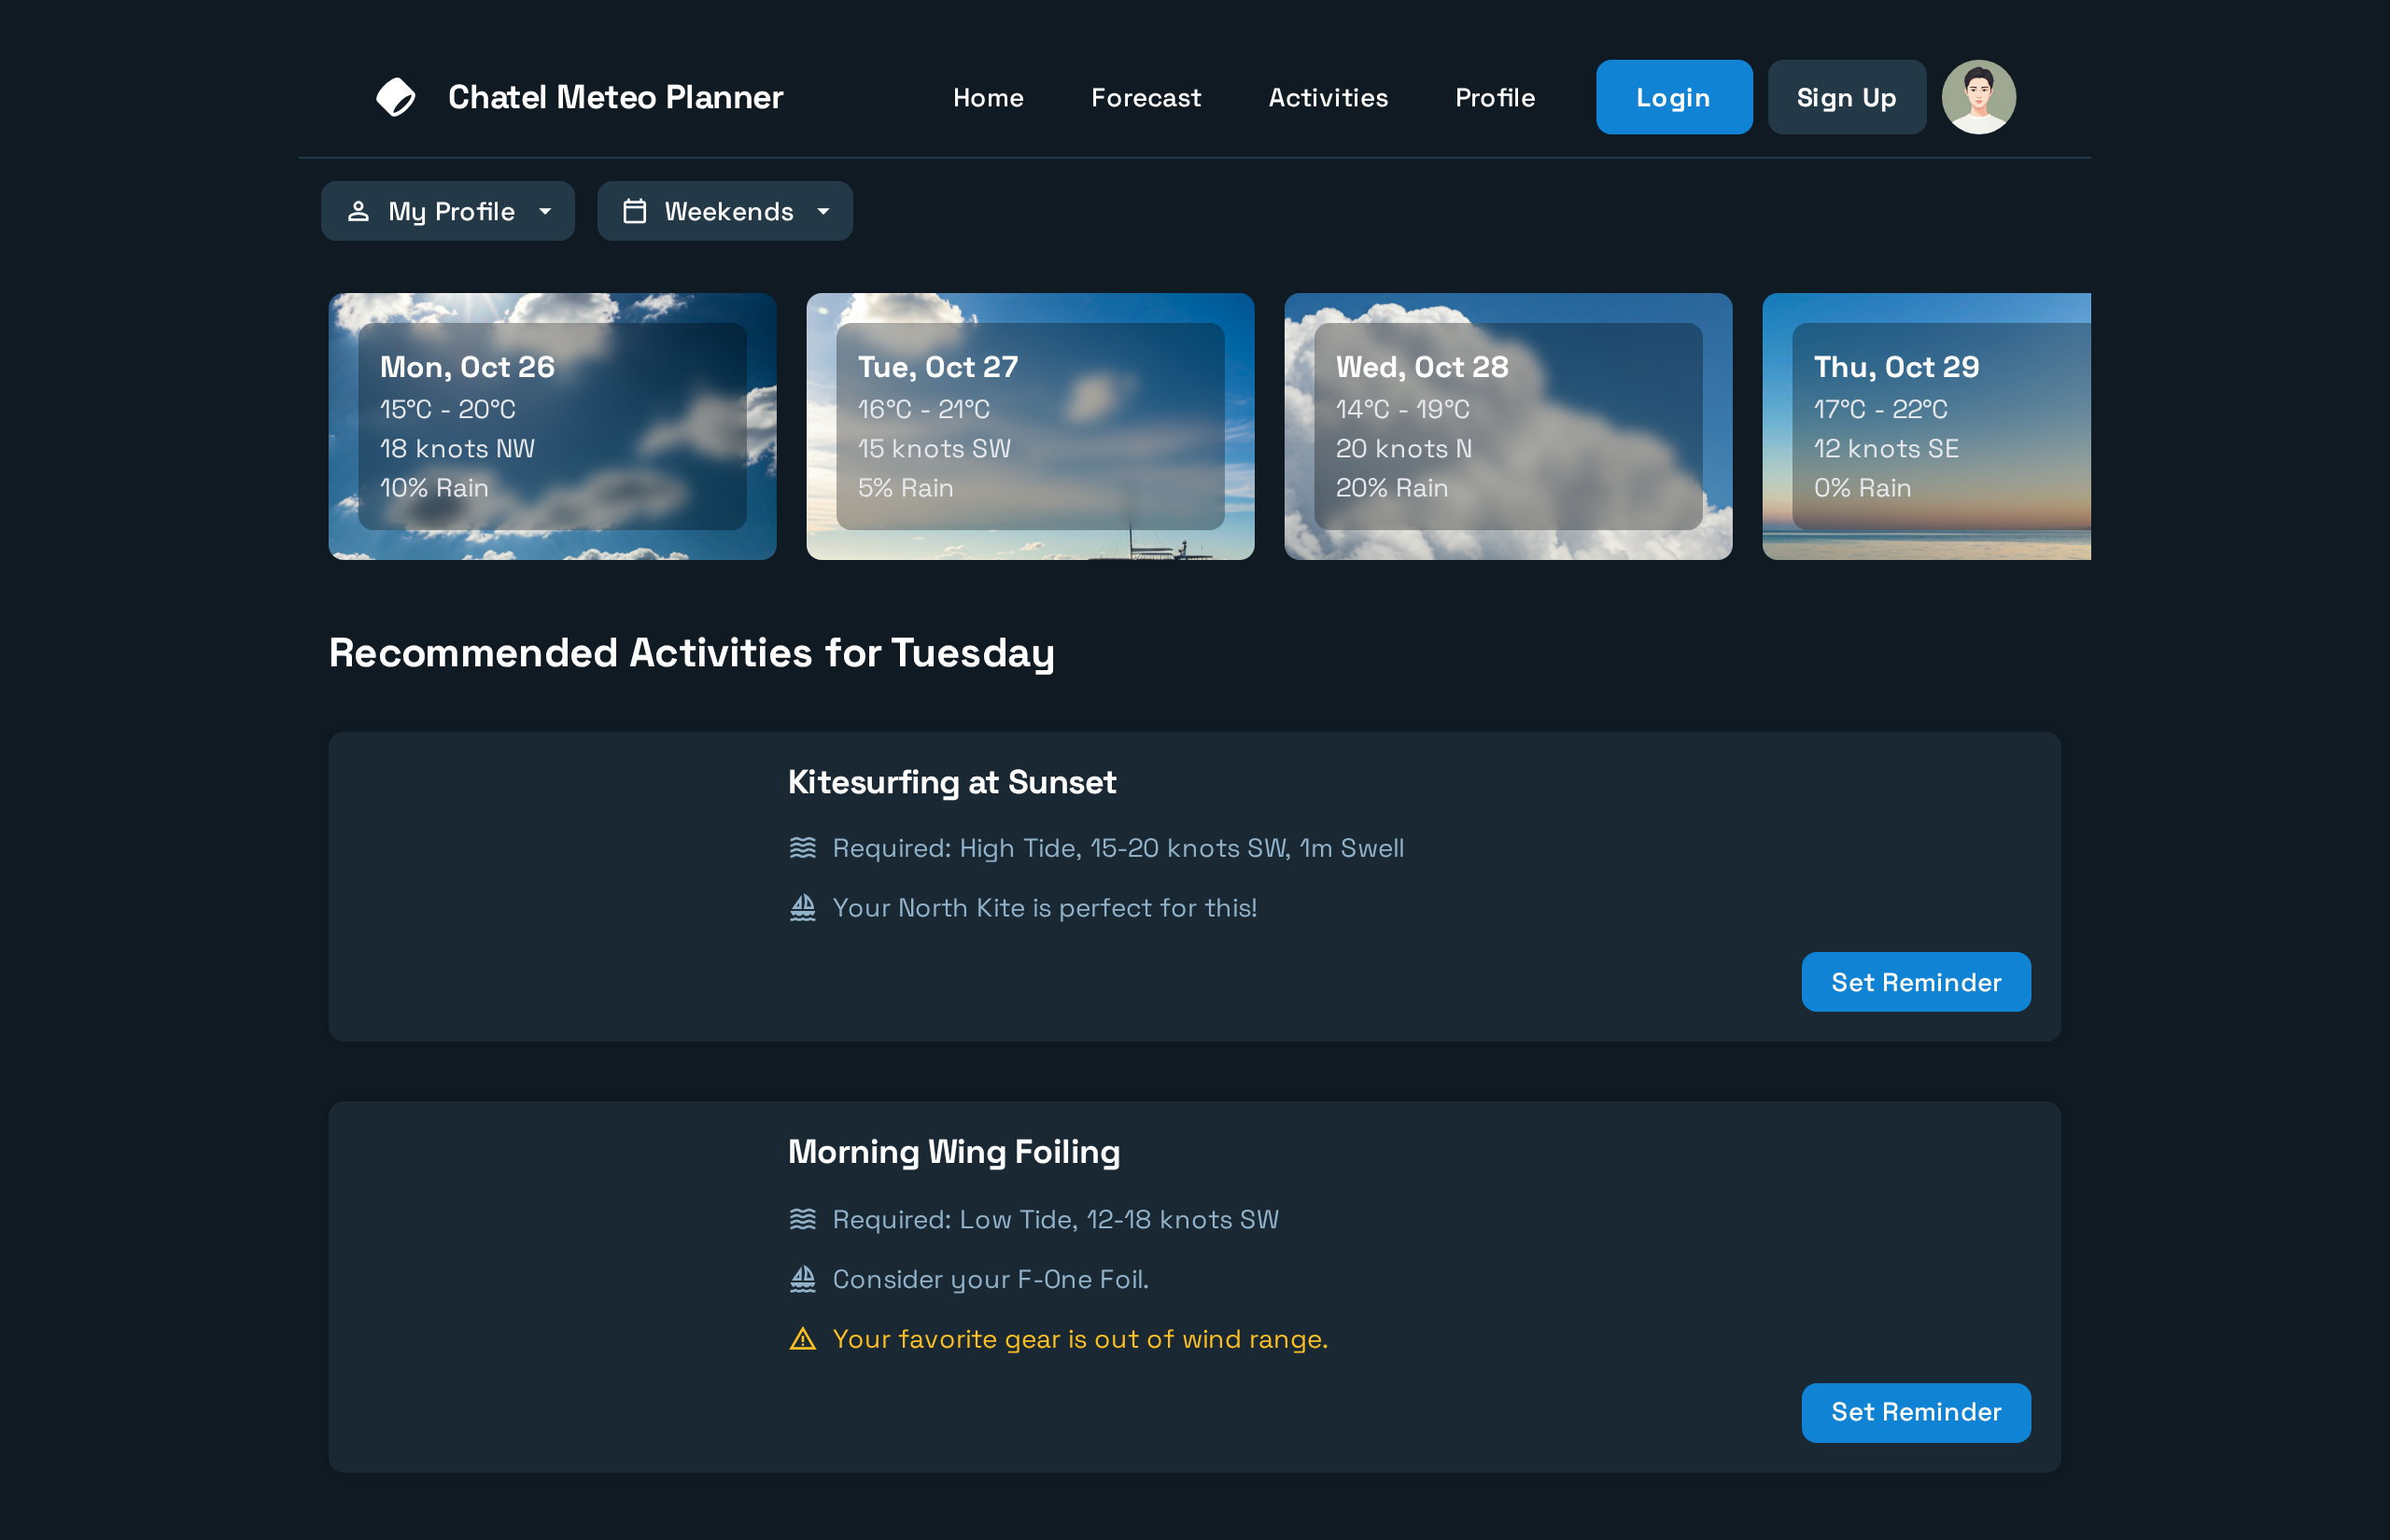 Chatel Meteo Planner
Home
Forecast
Activities
Profile
Login
Sign Up
My Profile
Weekends
Mon, Oct 26
15°C - 20°C
18 knots NW
10% Rain
Tue, Oct 27
16°C - 21°C
15 knots SW
5% Rain
Wed, Oct 28
14°C - 19°C
20 knots N
20% Rain
Thu, Oct 29
17°C - 22°C
12 knots SE
0% Rain
Recommended Activities for Tuesday
Kitesurfing at Sunset
Required: High Tide, 15-20 knots SW, 1m Swell
Your North Kite is perfect for this!
Set Reminder
Morning Wing Foiling
Required: Low Tide, 12-18 knots SW
Consider your F-One Foil.
Your favorite gear is out of wind range.
Set Reminder